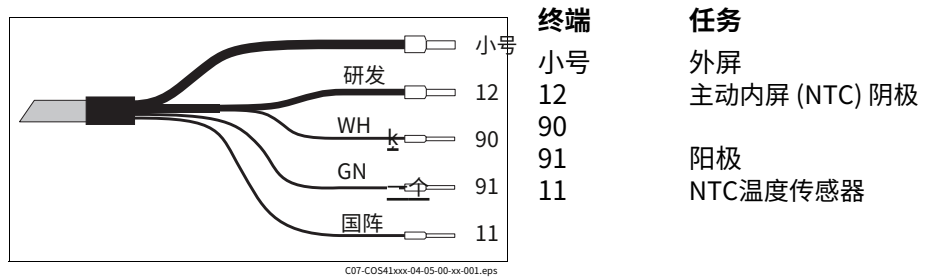 小号
研发
12
WH
k
90
GN
一个
91
国阵
11
C07-COS41xxx-04-05-00-xx-001.eps
终端 任务
小号 外屏
12 主动内屏 (NTC) 阴极
90
91 阳极
11 NTC温度传感器